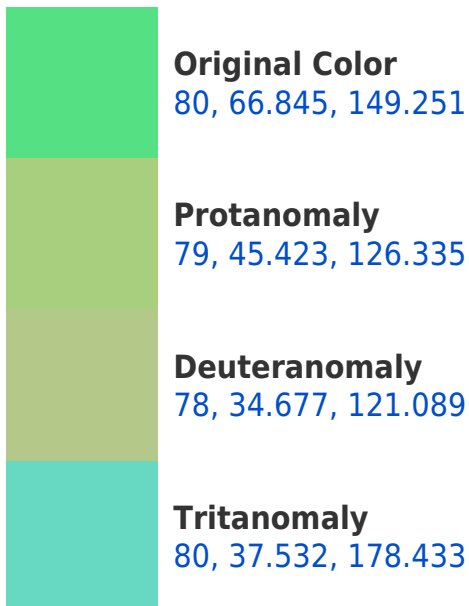 Original Color
80, 66.845, 149.251
Protanomaly
79, 45.423, 126.335
Deuteranomaly
78, 34.677, 121.089
Tritanomaly
80, 37.532, 178.433